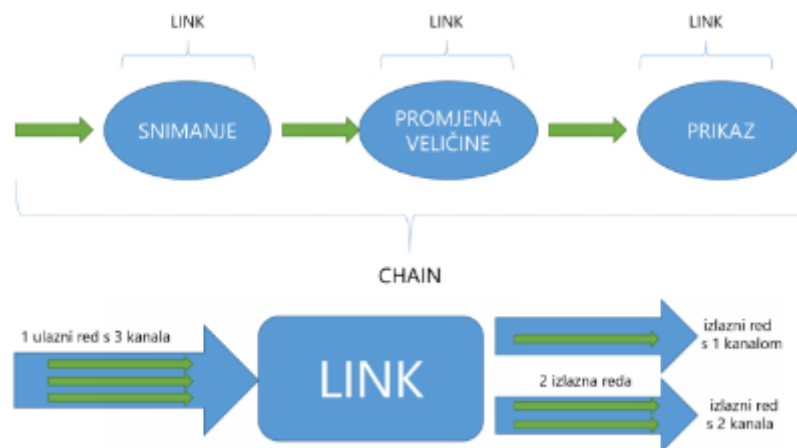 LINK
LINK
LINK
SNIMANJE
PROMJENA
VELIČINE
PRIKAZ
CHAIN
1 ulazni red s 3 kanala
LINK
izlazni red
s 1 kanalom
2 izlazna reda
izlazni red
s 2 kanala